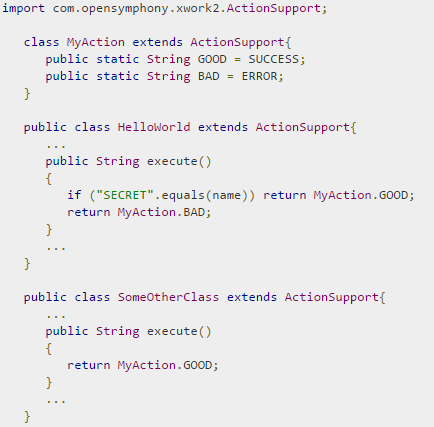 import com.opensymphony.xwork2.ActionSupport;
class MyAction extends ActionSupport{
public static String GOOD = SUCCESS;
public static String BAD = ERROR;
}
public class HelloWorld extends ActionSupport{
...
public String execute()
{
if ("SECRET".equals(name)) return MyAction.GOOD;
return MyAction.BAD;
}
...
}
public class SomeOtherClass extends ActionSupport{
...
public String execute()
{
return MyAction.GOOD;
}
...
}